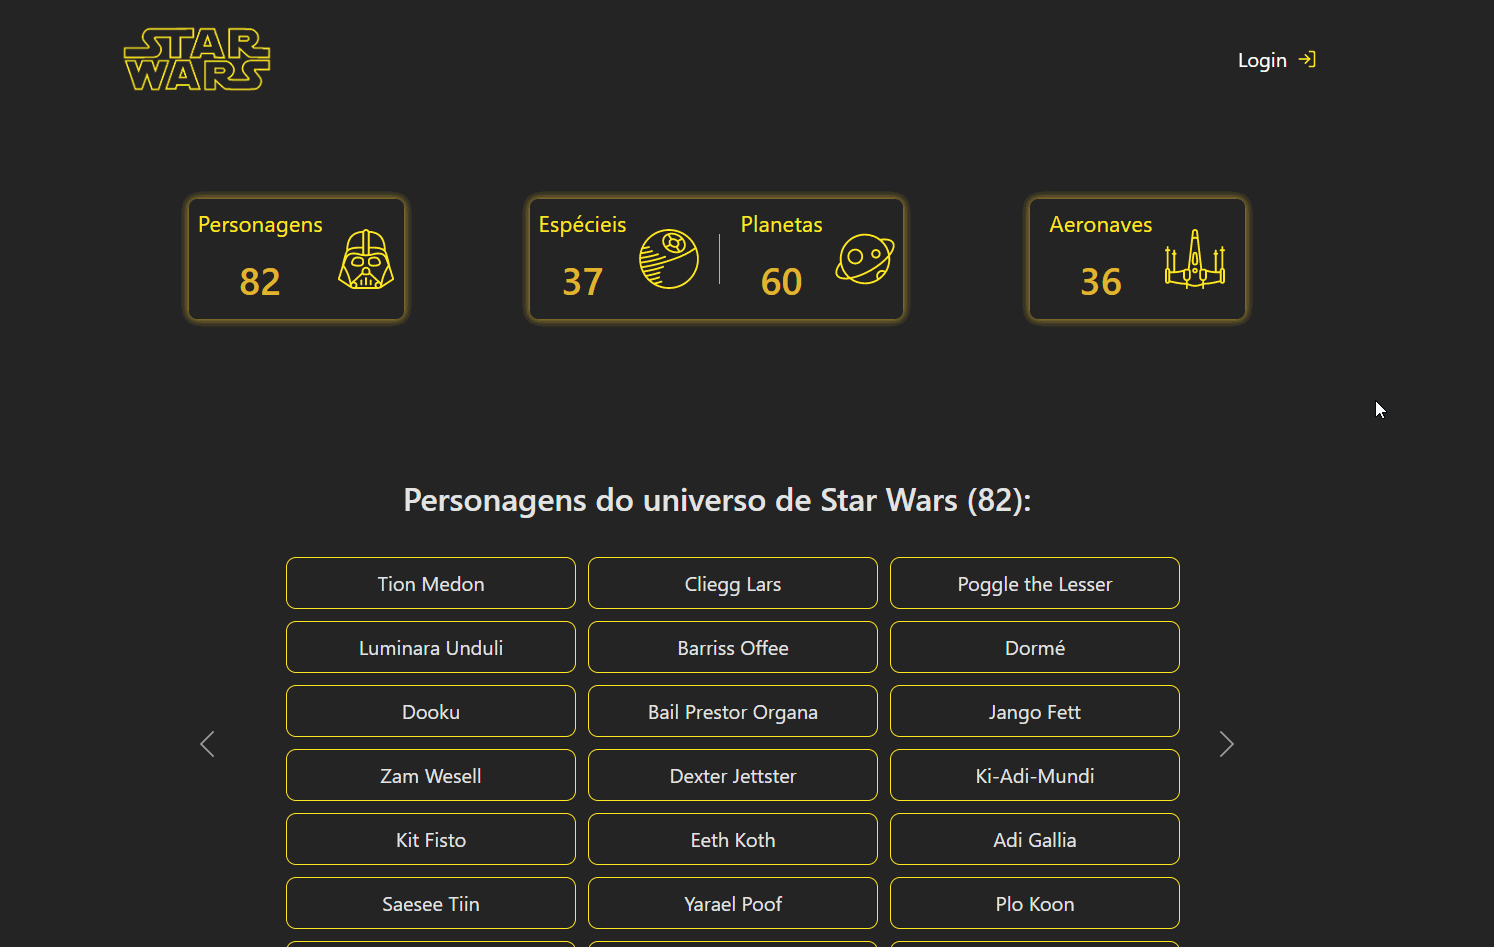 STAR
WARS
Login
Personagens
82
Espécieis
37
Planetas
60
Aeronaves
36
Personagens do universo de Star Wars (82):
Tion Medon
Cliegg Lars
Poggle the Lesser
Luminara Unduli
Barriss Offee
Dormé
Dooku
Bail Prestor Organa
Jango Fett
Zam Wesell
Dexter Jettster
Ki-Adi-Mundi
Kit Fisto
Eeth Koth
Adi Gallia
Saesee Tiin
Yarael Poof
Plo Koon